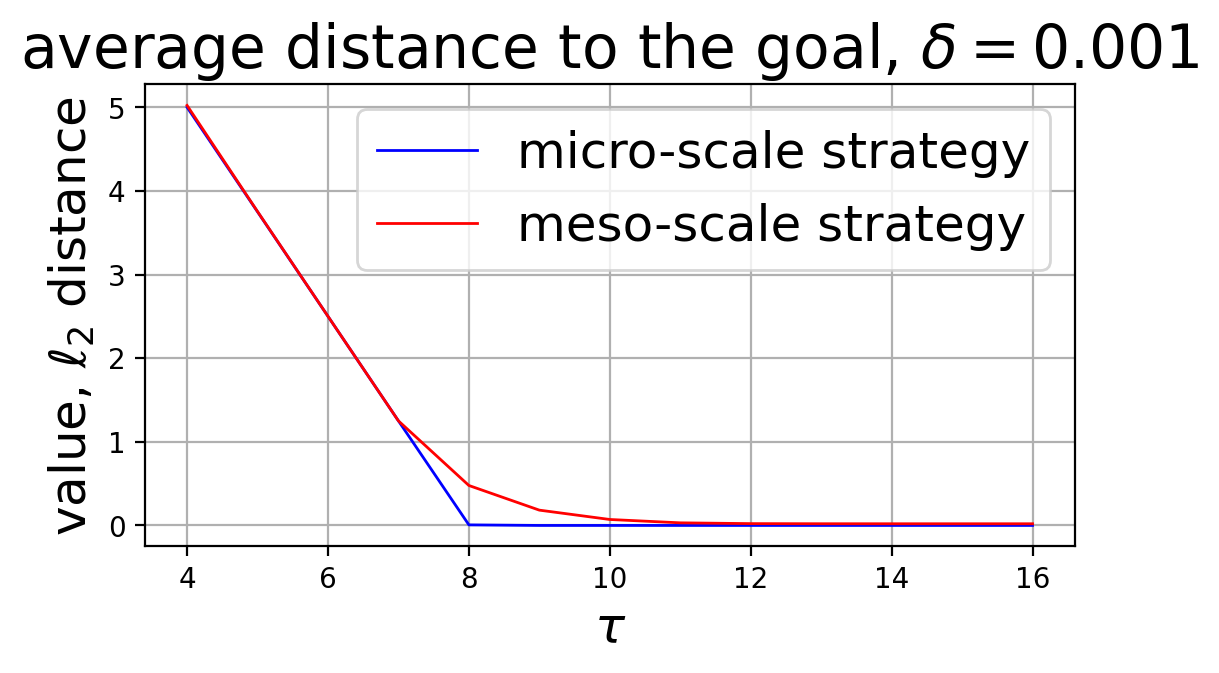 average distance to the goal, δ = 0.001
value, ℓ₂ distance
5
4
3
2
1
0
micro-scale strategy
meso-scale strategy
4 6 8 10 12 14 16
τ